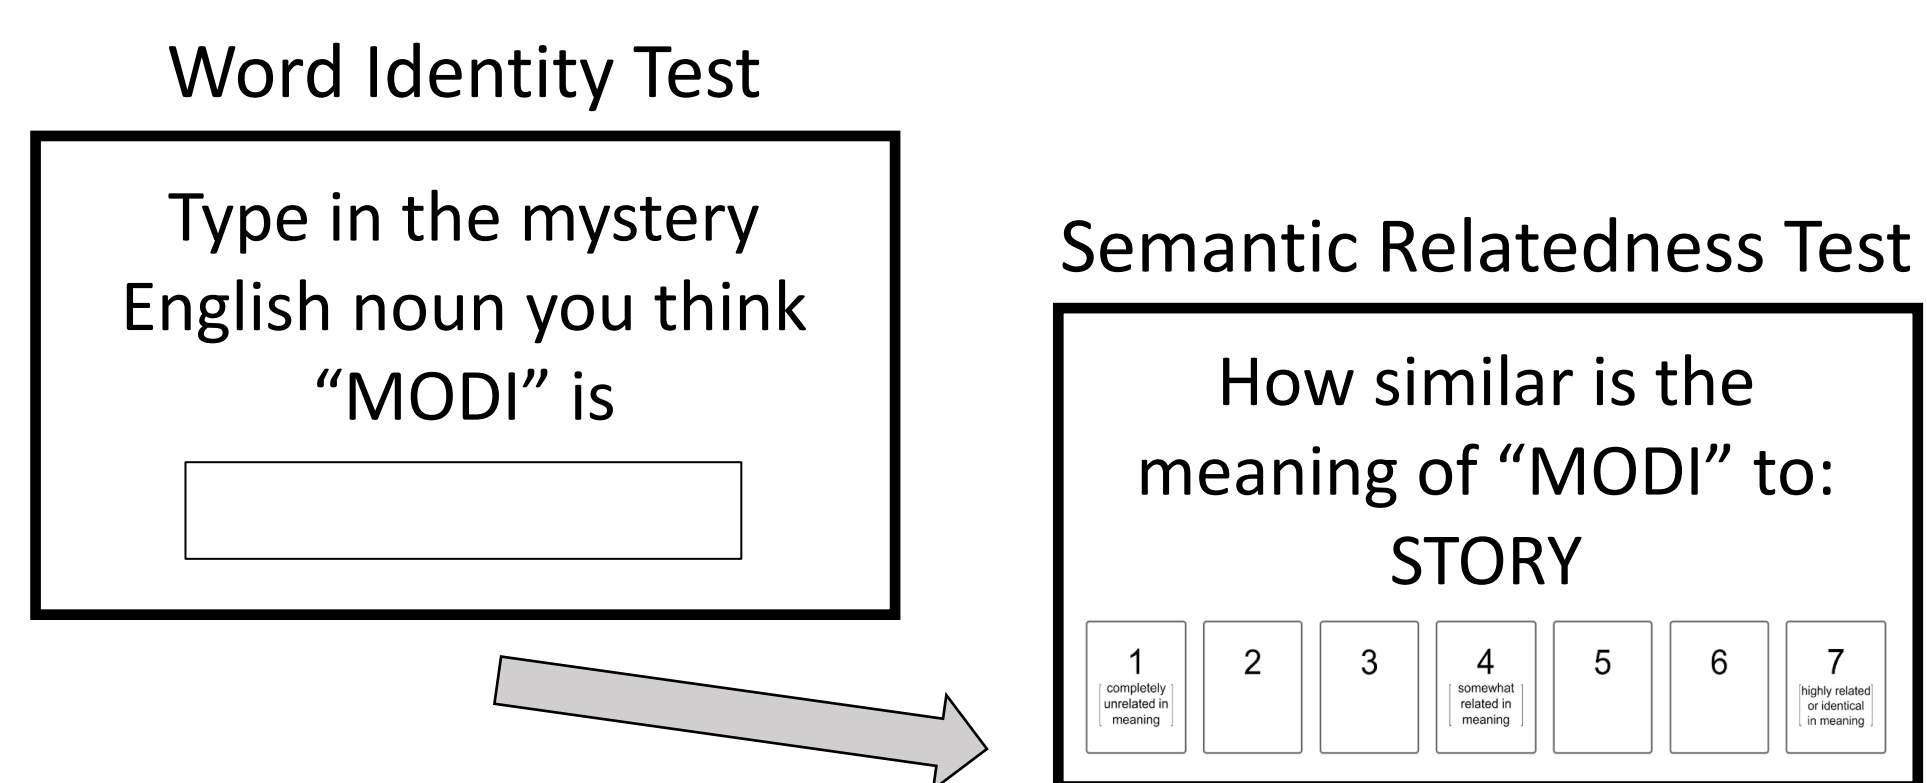 Word Identity Test
Type in the mystery
English noun you think
“MODI” is
Semantic Relatedness Test
How similar is the
meaning of “MODI” to:
STORY
1
completely
unrelated in
meaning
2
3
4
somewhat
related in
meaning
5
6
7
highly related
or identical
in meaning